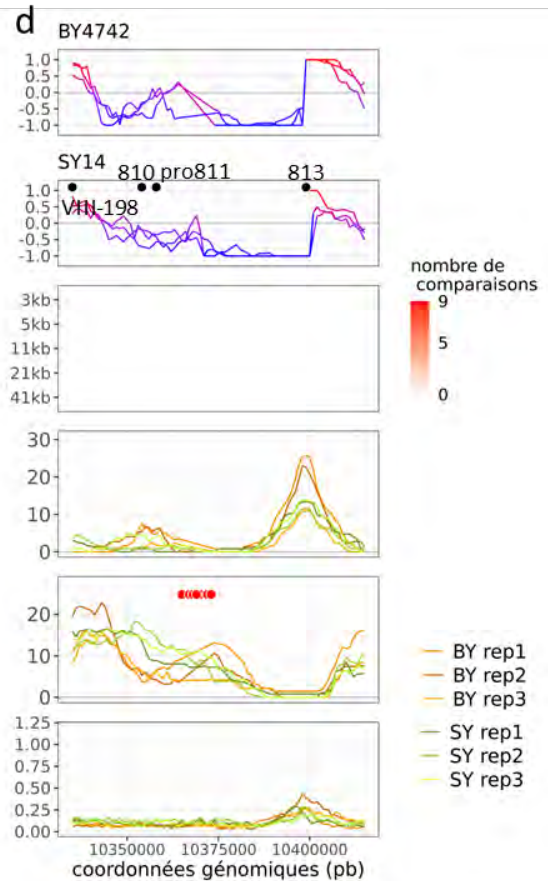 d
BY4742
1.0
0.5
-0.0
-0.5
-1.0
SY14
810 pro811 813
1.0
VIII-198
0.5
0.0
-0.5
-1.0
nombre de
comparaisons
9
5
0
3kb
5kb
11kb
21kb
41kb
30
20
10
0
20
10
0
BY rep1
BY rep2
BY rep3
SY rep1
SY rep2
SY rep3
1.25
1.00
0.75
0.50
0.25
0.00
10350000 10375000 10400000
coordonnées génomiques (pb)